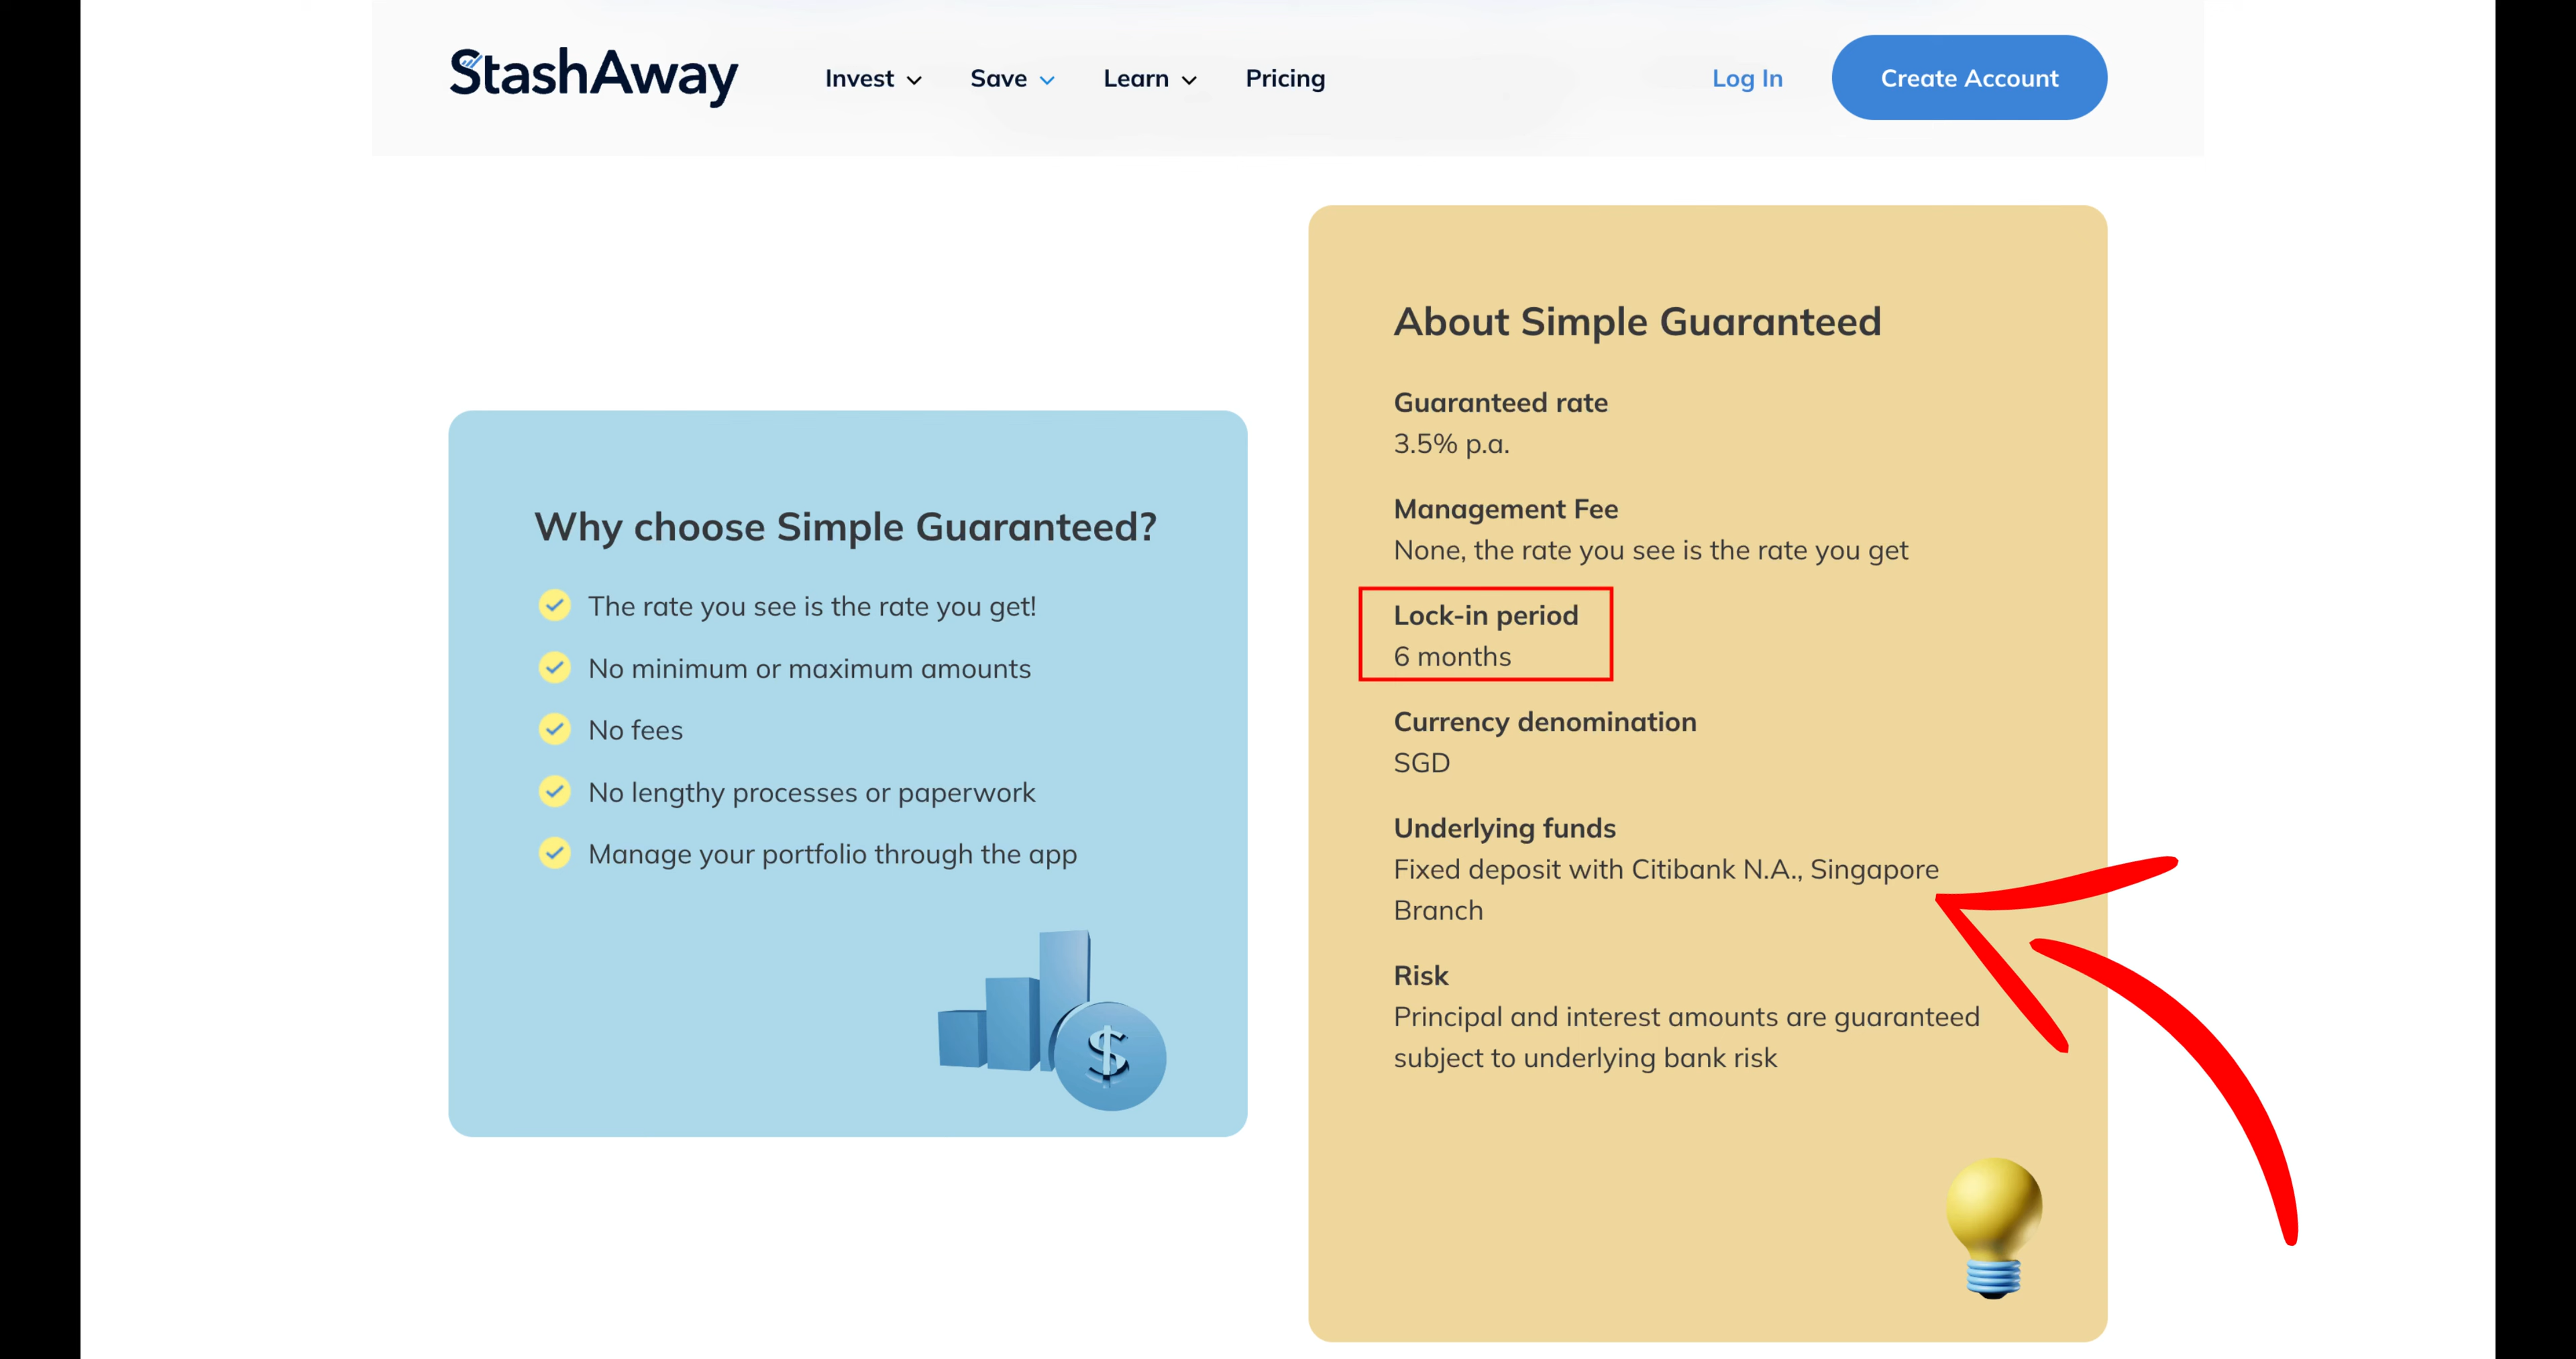 StashAway
Invest
Save
Learn
Pricing
Log In
Create Account
Why choose Simple Guaranteed?
The rate you see is the rate you get!
No minimum or maximum amounts
No fees
No lengthy processes or paperwork
Manage your portfolio through the app
$
About Simple Guaranteed
Guaranteed rate
3.5% p.a.
Management Fee
None, the rate you see is the rate you get
Lock-in period
6 months
Currency denomination
SGD
Underlying funds
Fixed deposit with Citibank N.A., Singapore
Branch
Risk
Principal and interest amounts are guaranteed
subject to underlying bank risk